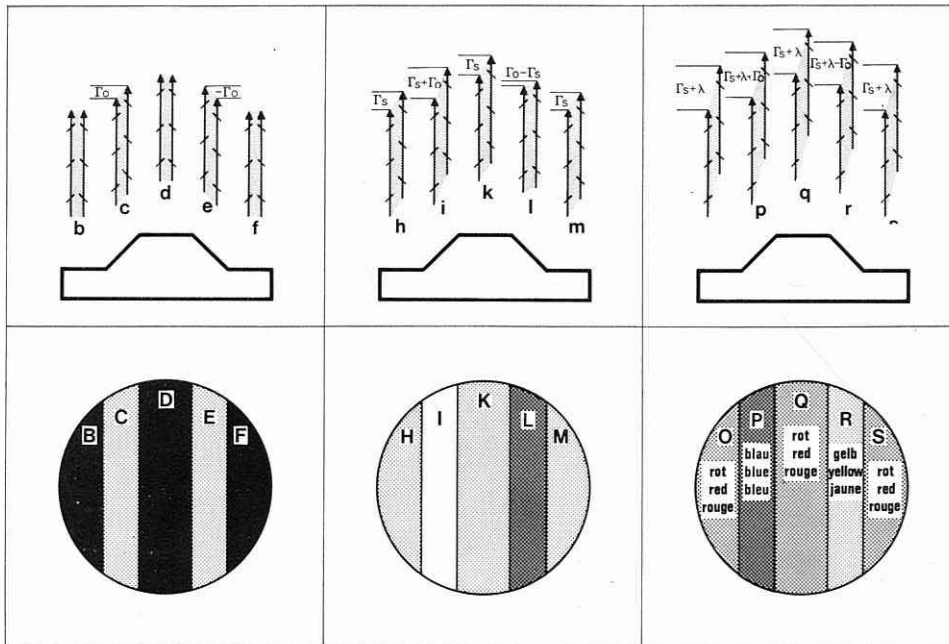 Γo
-Γo
b
c
d
e
f
Γs
Γs+Γo
Γs
Γo-Γs
Γs
h
i
k
l
m
Γs+λ
Γs+λ+Γo
Γs+λ
Γs+λ-Γo
Γs+λ
p
q
r
B
C
D
E
F
H
I
K
L
M
O
P
Q
R
S
rot
red
rouge
blau
blue
bleu
rot
red
rouge
gelb
yellow
jaune
rot
red
rouge